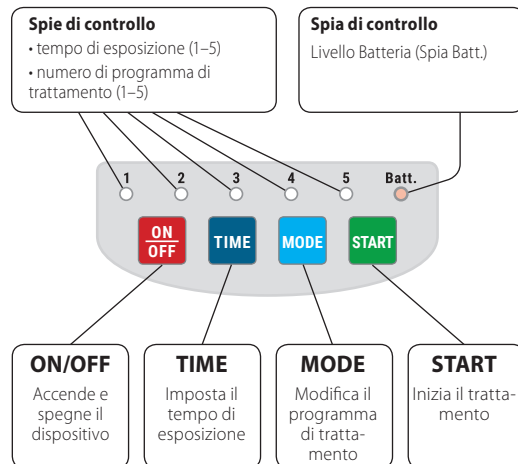 Spie di controllo
• tempo di esposizione (1–5)
• numero di programma di
trattamento (1–5)
Spia di controllo
Livello Batteria (Spia Batt.)
1 2 3 4 5 Batt.
ON
OFF
TIME
MODE
START
ON/OFF
Accende e
spegne il
dispositivo
TIME
Imposta il
tempo di
esposizione
MODE
Modifica il
programma
di tratta-
mento
START
Inizia il tratta-
mento